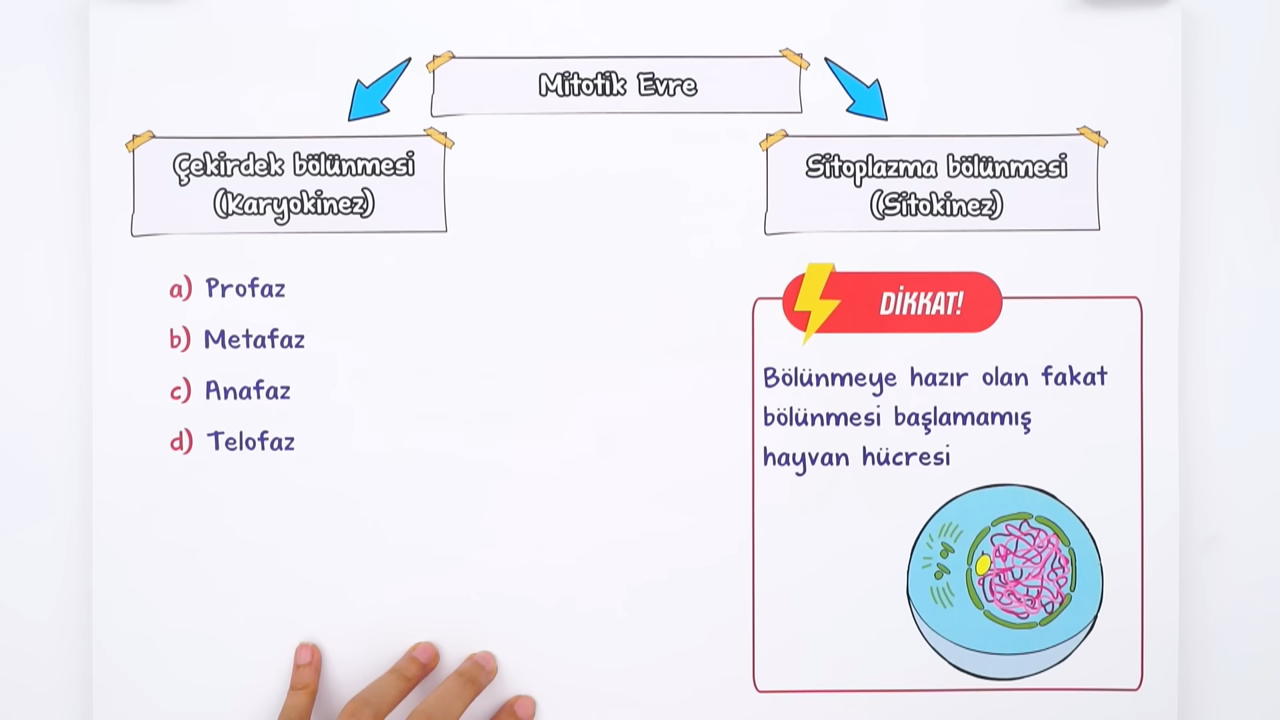 Mitotik Evre
Çekirdek bölünmesi
(Karyokinez)
Sitoplazma bölünmesi
(Sitokinez)
a) Profaz
b) Metafaz
c) Anafaz
d) Telofaz
DİKKAT!
Bölünmeye hazır olan fakat
bölünmesi başlamamış
hayvan hücresi